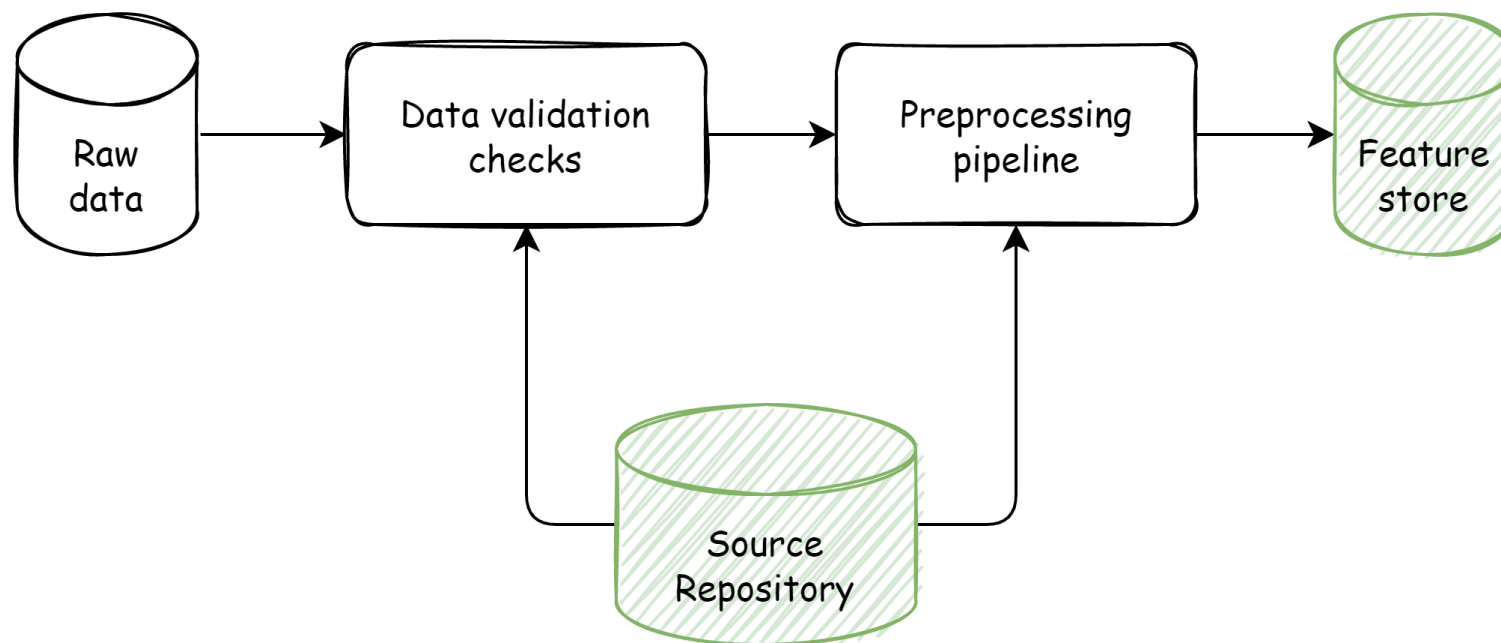 Raw
data
Data validation
checks
Preprocessing
pipeline
Feature
store
Source
Repository